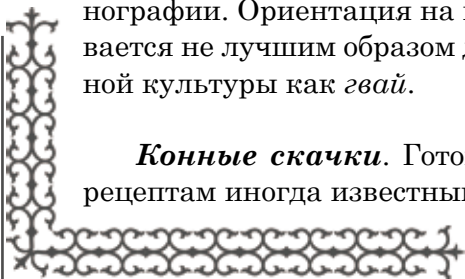 нографии. Ориентация на
вается не лучшим образом
ной культуры как гвай.
Конные скачки. Гото
рецептам иногда известны